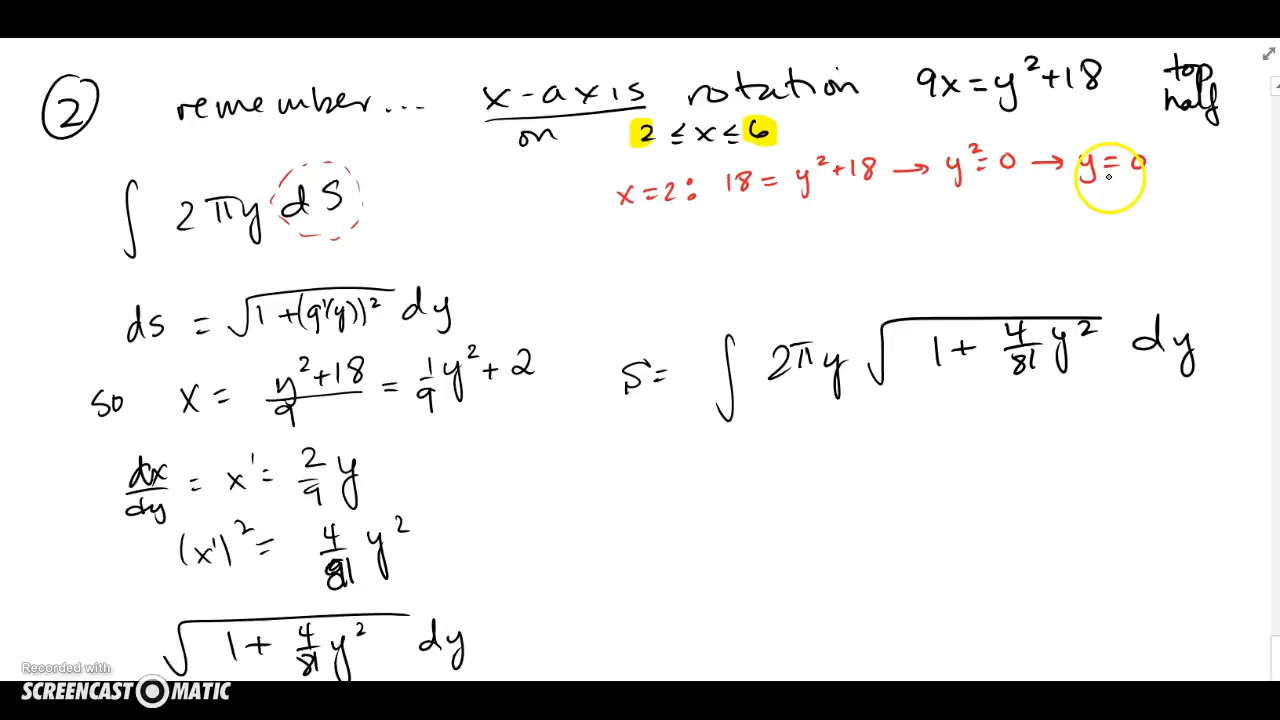 ② remember... x-axis rotation 9x = y² + 18 top half
on 2 ≤ x ≤ 6
x = 2: 18 = y² + 18 → y² = 0 → y = 0
∫ 2πy dS
ds = √(1 + (g'(y))²) dy
S = ∫ 2πy √(1 + 4/81 y²) dy
so x = (y² + 18)/9 = 1/9 y² + 2
dx/dy = x' = 2/9 y
(x')² = 4/81 y²
√(1 + 4/81 y²) dy
Recorded with
SCREENCAST-O-MATIC